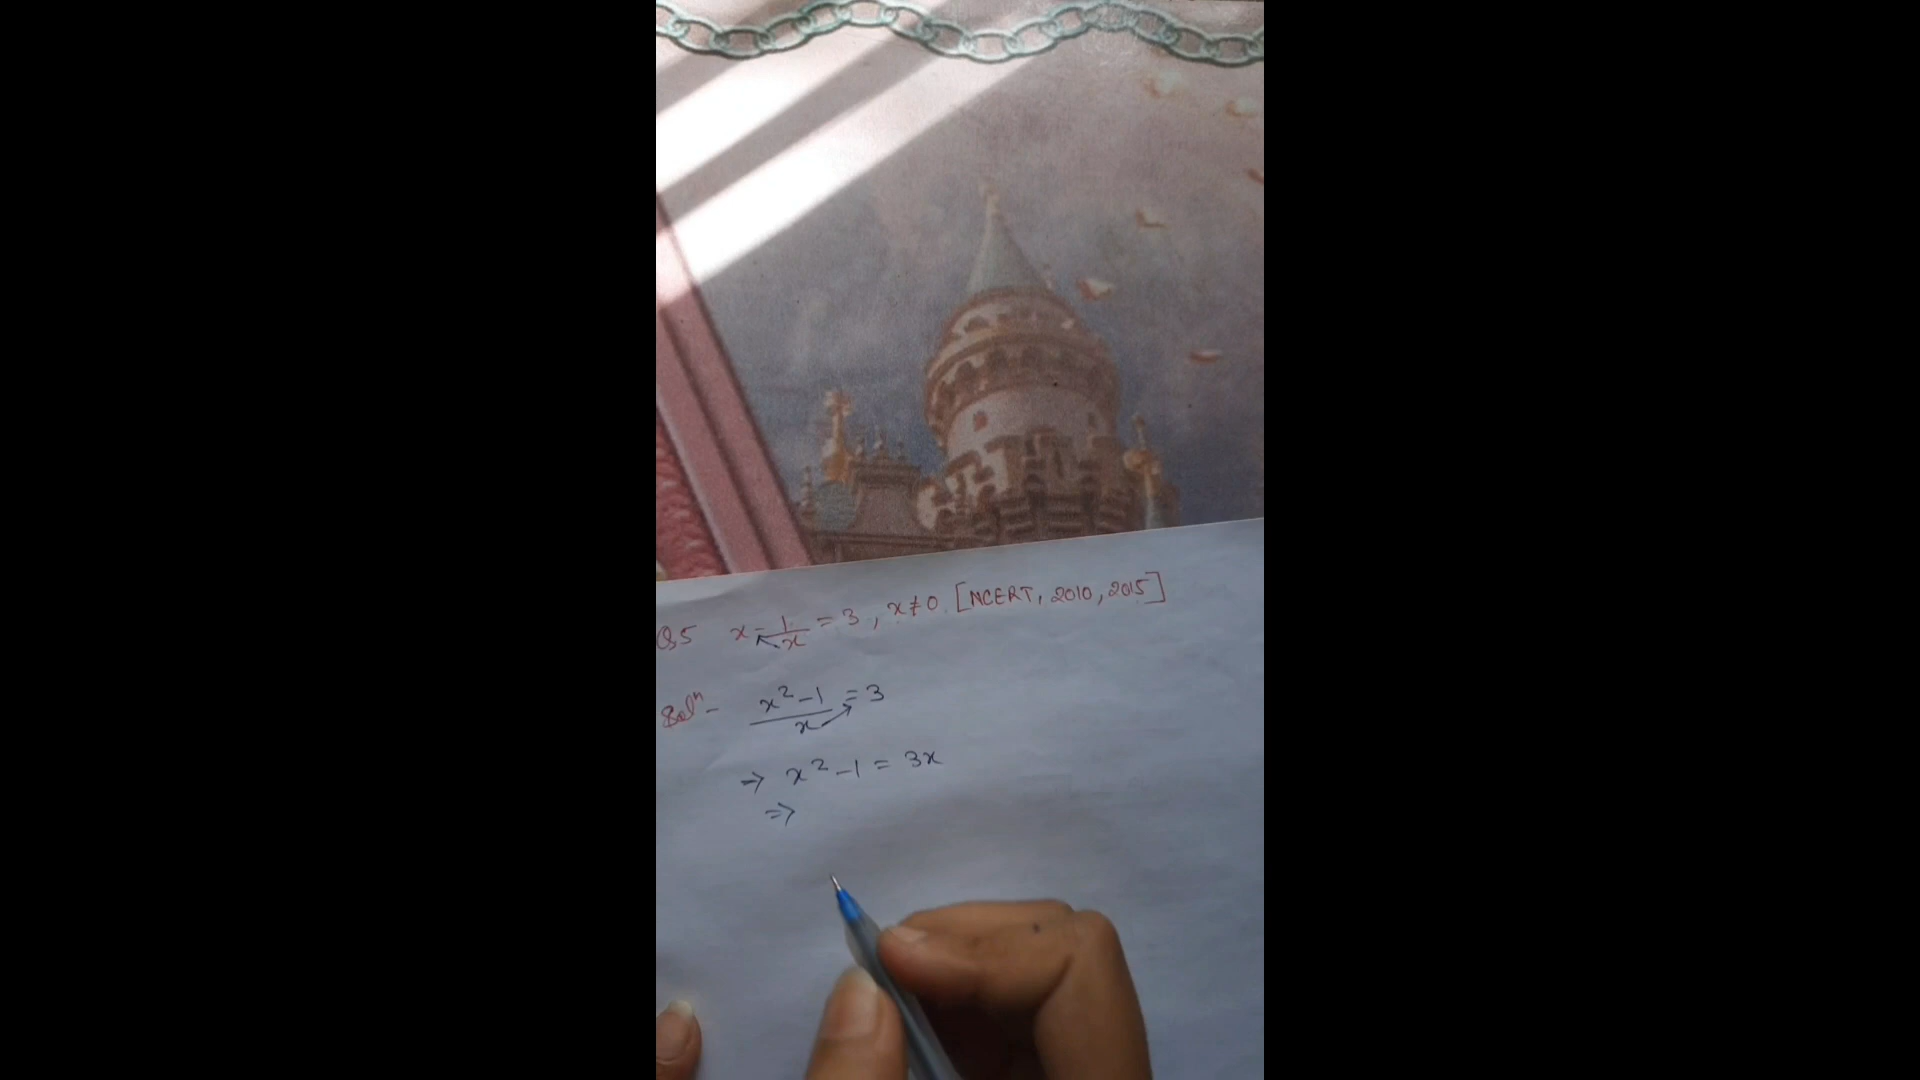 Q5 x - 1/x = 3, x ≠ 0. [NCERT, 2010, 2015]
Solⁿ - x² - 1 / x = 3
⇒ x² - 1 = 3x
⇒